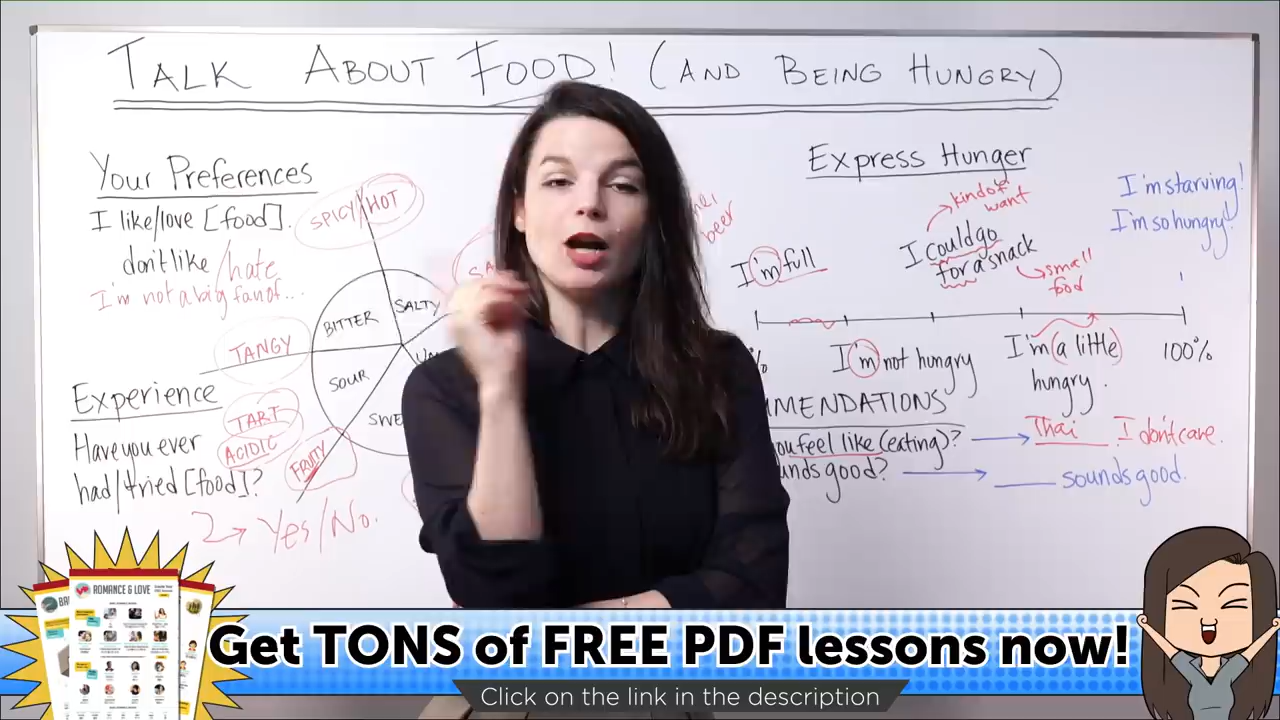 TALK ABOUT FOOD! (AND BEING HUNGRY)
Your Preferences
I like/love [food].
don't like/hate
I'm not a big fan of...
SPICY/HOT
BITTER
SALTY
TANGY
SOUR
TART
ACIDIC
FRUITY
Experience
Have you ever
had/tried [food]?
Yes/No.
beer
Express Hunger
I'm full
I could go
for a snack
kind of
want
small
food
I'm starving!
I'm so hungry!
I'm not hungry
I'm a little
hungry.
100%
you feel like (eating)?
Thai I don't care.
sounds good.
ROMANCE & LOVE
Get TONS of FREE PDF lessons now!
Click on the link in the description